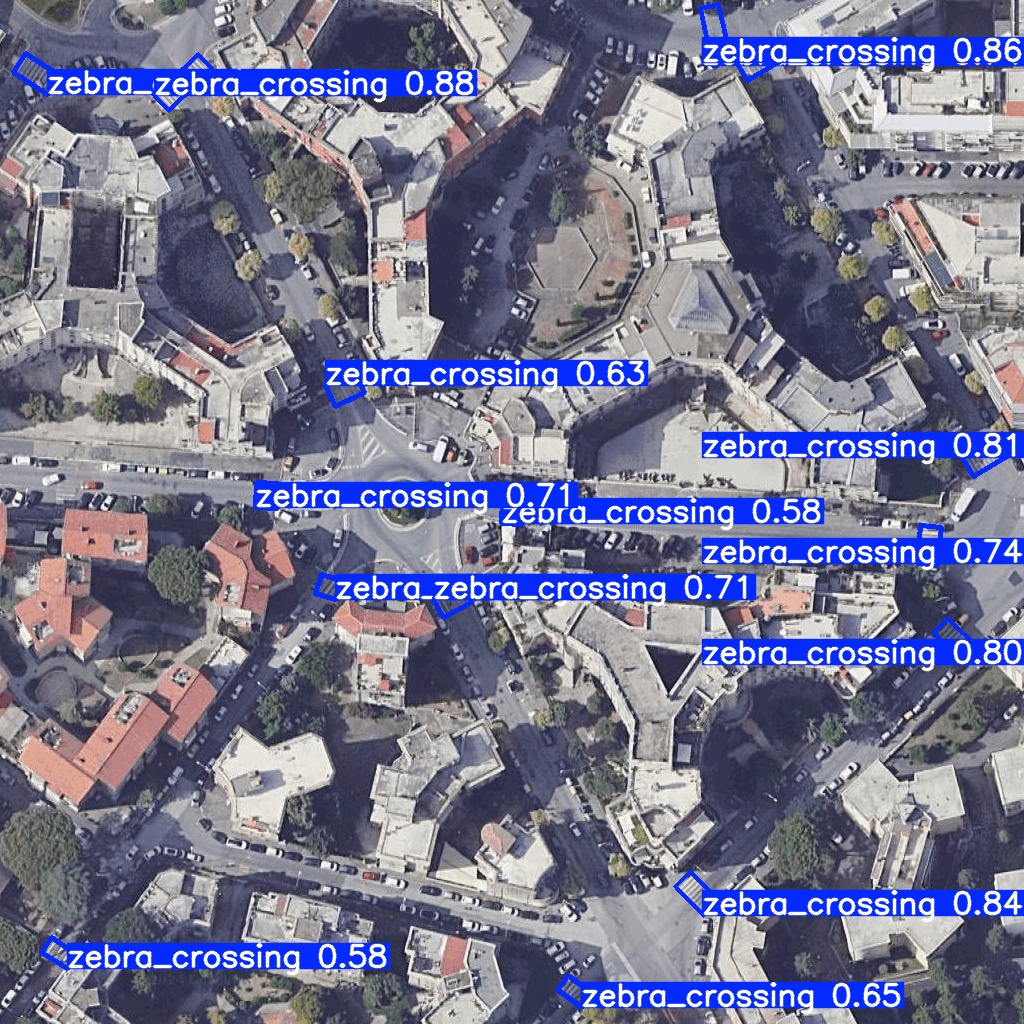 zebra_crossing 0.86
zebra_zebra_crossing 0.88
zebra_crossing 0.63
zebra_crossing 0.81
zebra_crossing 0.71
zebra_crossing 0.58
zebra_crossing 0.74
zebra_zebra_crossing 0.71
zebra_crossing 0.80
zebra_crossing 0.84
zebra_crossing 0.58
zebra_crossing 0.65